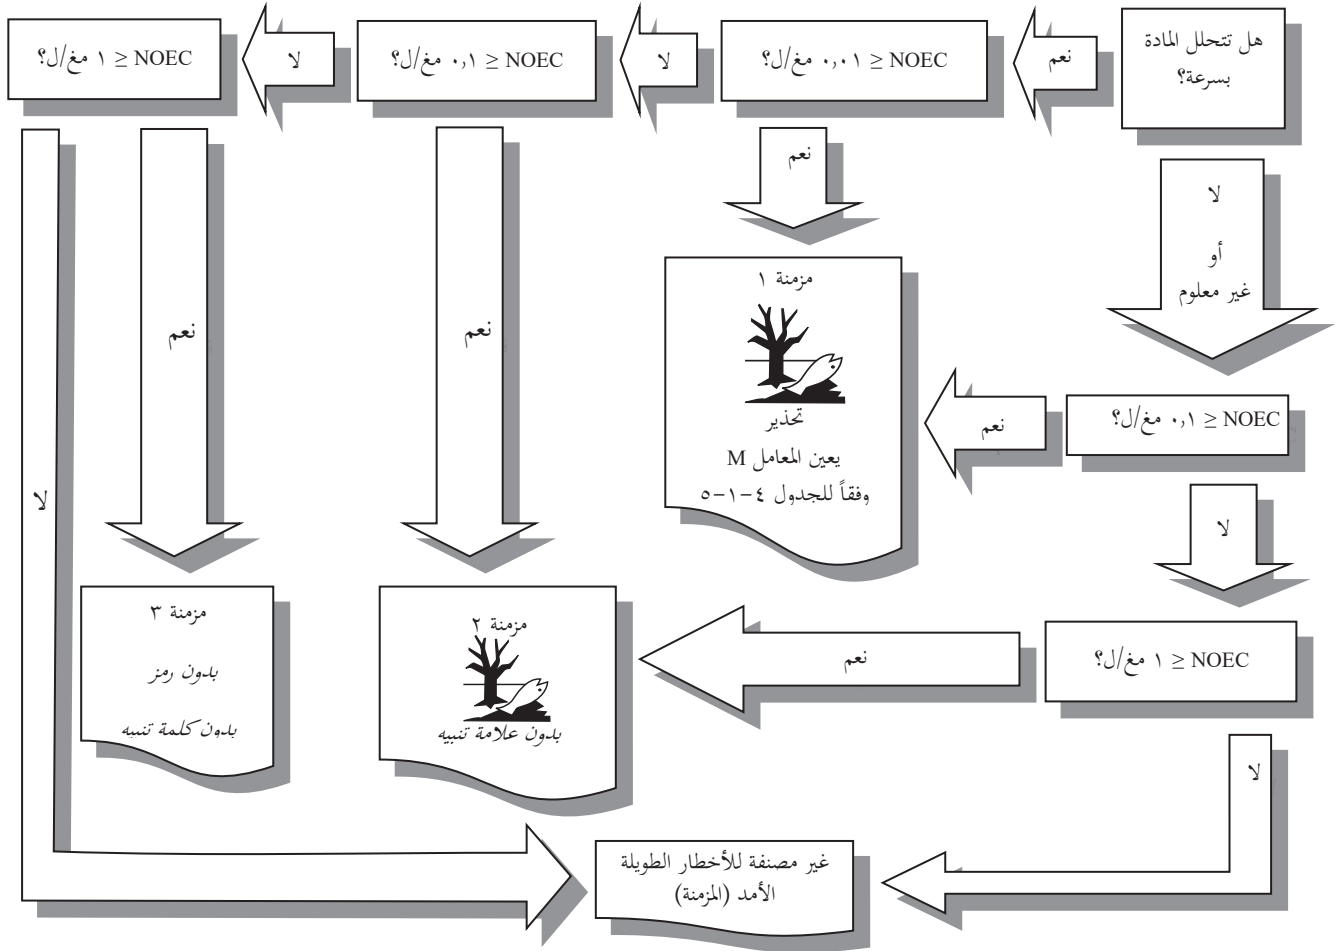 هل تتحلل المادة
بسرعة؟
نعم
NOEC ≤ ٠,٠١ مغ/ل؟
لا
NOEC ≤ ٠,١ مغ/ل؟
لا
NOEC ≤ ١ مغ/ل؟
لا
أو
غير معلوم
نعم
نعم
نعم
لا
مزمنة ١
تحذير
يعين المعامل M
وفقاً للجدول ٤-١-٥
نعم
NOEC ≤ ٠,١ مغ/ل؟
لا
NOEC ≤ ١ مغ/ل؟
نعم
مزمنة ٢
بدون علامة تنبيه
مزمنة ٣
بدون رمز
بدون كلمة تنبيه
لا
غير مصنفة للأخطار الطويلة
الأمد (المزمنة)